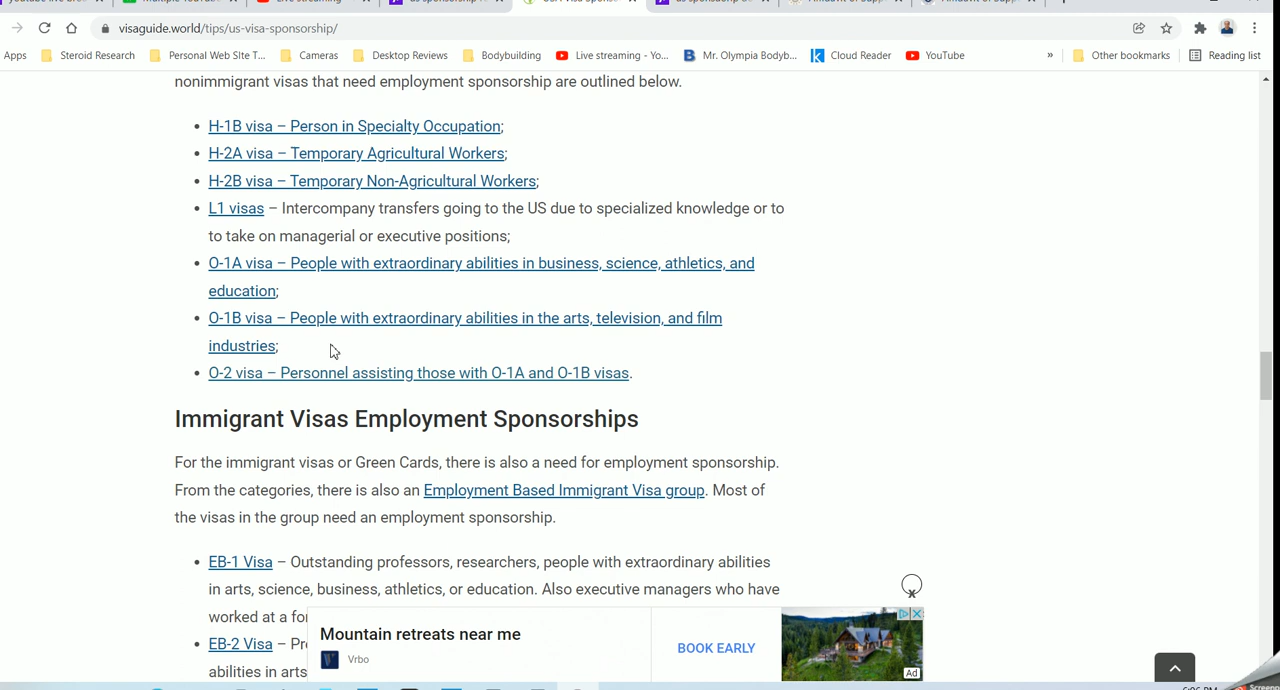 visaguide.world/tips/us-visa-sponsorship/
Apps Steroid Research Personal Web SIte T... Cameras Desktop Reviews Bodybuilding Live streaming - Yo... Mr. Olympia Bodyb... Cloud Reader YouTube » Other bookmarks Reading list
nonimmigrant visas that need employment sponsorship are outlined below.
• H-1B visa – Person in Specialty Occupation;
• H-2A visa – Temporary Agricultural Workers;
• H-2B visa – Temporary Non-Agricultural Workers;
• L1 visas – Intercompany transfers going to the US due to specialized knowledge or to
to take on managerial or executive positions;
• O-1A visa – People with extraordinary abilities in business, science, athletics, and
education;
• O-1B visa – People with extraordinary abilities in the arts, television, and film
industries;
• O-2 visa – Personnel assisting those with O-1A and O-1B visas.
Immigrant Visas Employment Sponsorships
For the immigrant visas or Green Cards, there is also a need for employment sponsorship.
From the categories, there is also an Employment Based Immigrant Visa group. Most of
the visas in the group need an employment sponsorship.
• EB-1 Visa – Outstanding professors, researchers, people with extraordinary abilities
in arts, science, business, athletics, or education. Also executive managers who have
worked at a
• EB-2 Visa –
abilities in arts
x
Mountain retreats near me
Vrbo
BOOK EARLY
Ad